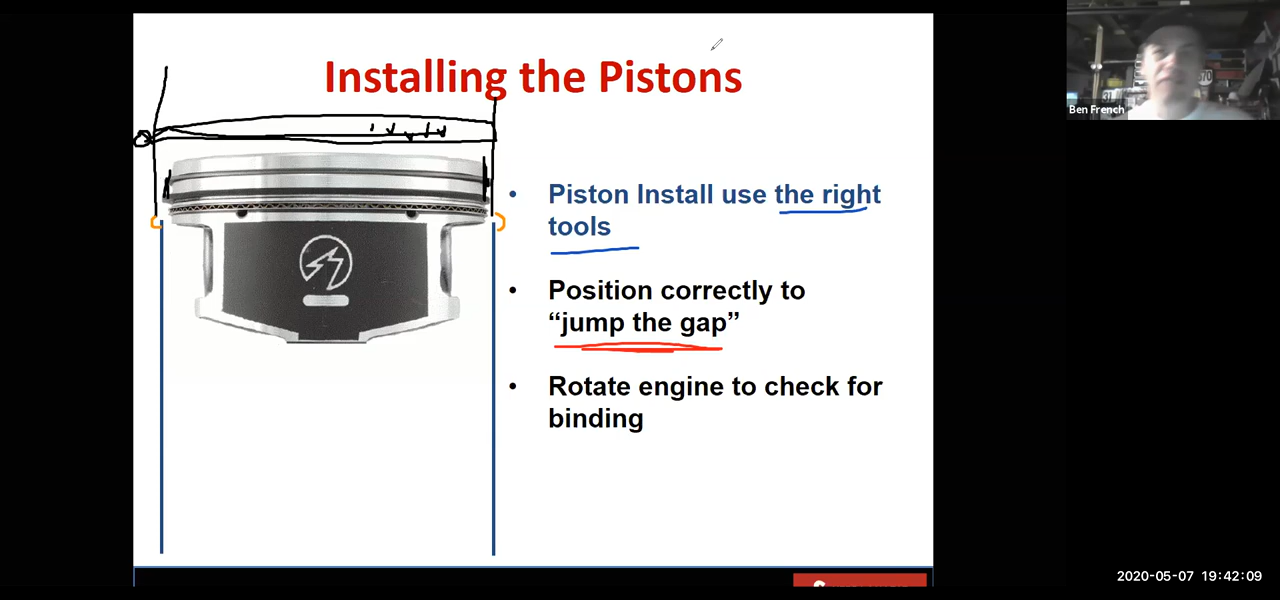 Installing the Pistons
Ben French
• Piston Install use the right
tools
• Position correctly to
“jump the gap”
• Rotate engine to check for
binding
2020-05-07 19:42:09